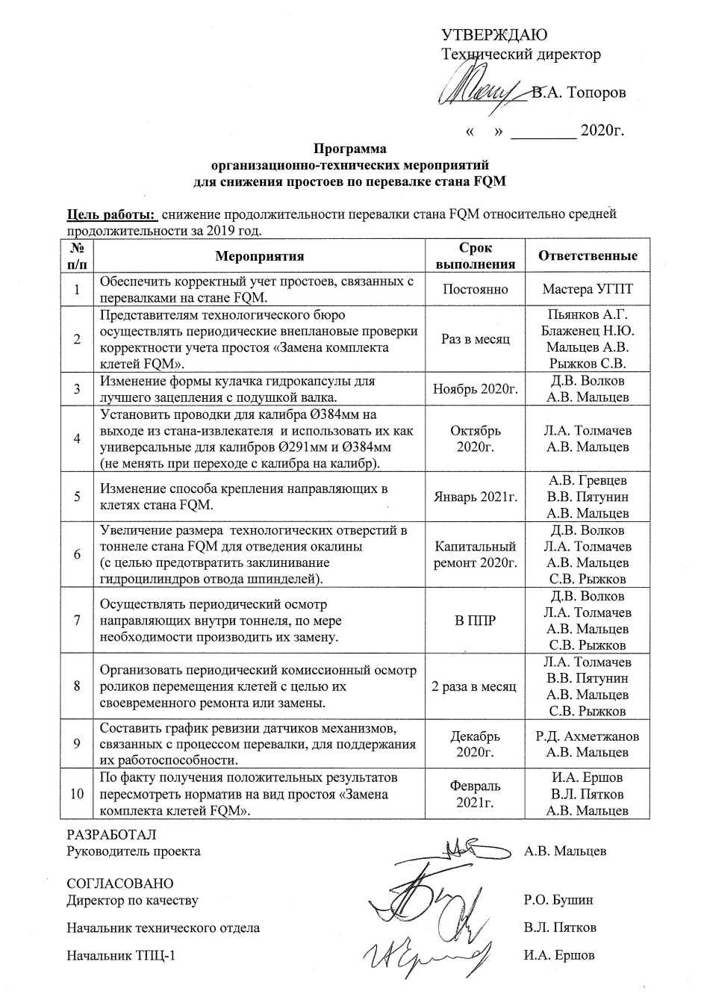 УТВЕРЖДАЮ
Технический директор
В.А. Топоров
« » ________ 2020г.
Программа
организационно-технических мероприятий
для снижения простоев по перевалке стана FQM
Цель работы: снижение продолжительности перевалки стана FQM относительно средней
продолжительности за 2019 год.
№
п/п
Мероприятия
Срок
выполнения
Ответственные
1
Обеспечить корректный учет простоев, связанных с
перевалками на стане FQM.
Постоянно
Мастера УГПТ
2
Представителям технологического бюро
осуществлять периодические внеплановые проверки
корректности учета простоя «Замена комплекта
клетей FQM».
Раз в месяц
Пьянков А.Г.
Блаженец Н.Ю.
Мальцев А.В.
Рыжков С.В.
3
Изменение формы кулачка гидрокапсулы для
лучшего зацепления с подушкой валка.
Ноябрь 2020г.
Д.В. Волков
А.В. Мальцев
4
Установить проводки для калибра Ø384мм на
выходе из стана-извлекателя и использовать их как
универсальные для калибров Ø291мм и Ø384мм
(не менять при переходе с калибра на калибр).
Октябрь
2020г.
Л.А. Толмачев
А.В. Мальцев
5
Изменение способа крепления направляющих в
клетях стана FQM.
Январь 2021г.
А.В. Гревцев
В.В. Пятунин
А.В. Мальцев
6
Увеличение размера технологических отверстий в
тоннеле стана FQM для отведения окалины
(с целью предотвратить заклинивание
гидроцилиндров отвода шпинделей).
Капитальный
ремонт 2020г.
Д.В. Волков
Л.А. Толмачев
А.В. Мальцев
С.В. Рыжков
7
Осуществлять периодический осмотр
направляющих внутри тоннеля, по мере
необходимости производить их замену.
В ППР
Д.В. Волков
Л.А. Толмачев
А.В. Мальцев
С.В. Рыжков
8
Организовать периодический комиссионный осмотр
роликов перемещения клетей с целью их
своевременного ремонта или замены.
2 раза в месяц
Л.А. Толмачев
В.В. Пятунин
А.В. Мальцев
С.В. Рыжков
9
Составить график ревизии датчиков механизмов,
связанных с процессом перевалки, для поддержания
их работоспособности.
Декабрь
2020г.
Р.Д. Ахметжанов
А.В. Мальцев
10
По факту получения положительных результатов
пересмотреть норматив на вид простоя «Замена
комплекта клетей FQM».
Февраль
2021г.
И.А. Ершов
В.Л. Пятков
А.В. Мальцев
РАЗРАБОТАЛ
Руководитель проекта
А.В. Мальцев
СОГЛАСОВАНО
Директор по качеству
Р.О. Бушин
Начальник технического отдела
В.Л. Пятков
Начальник ТПЦ-1
И.А. Ершов